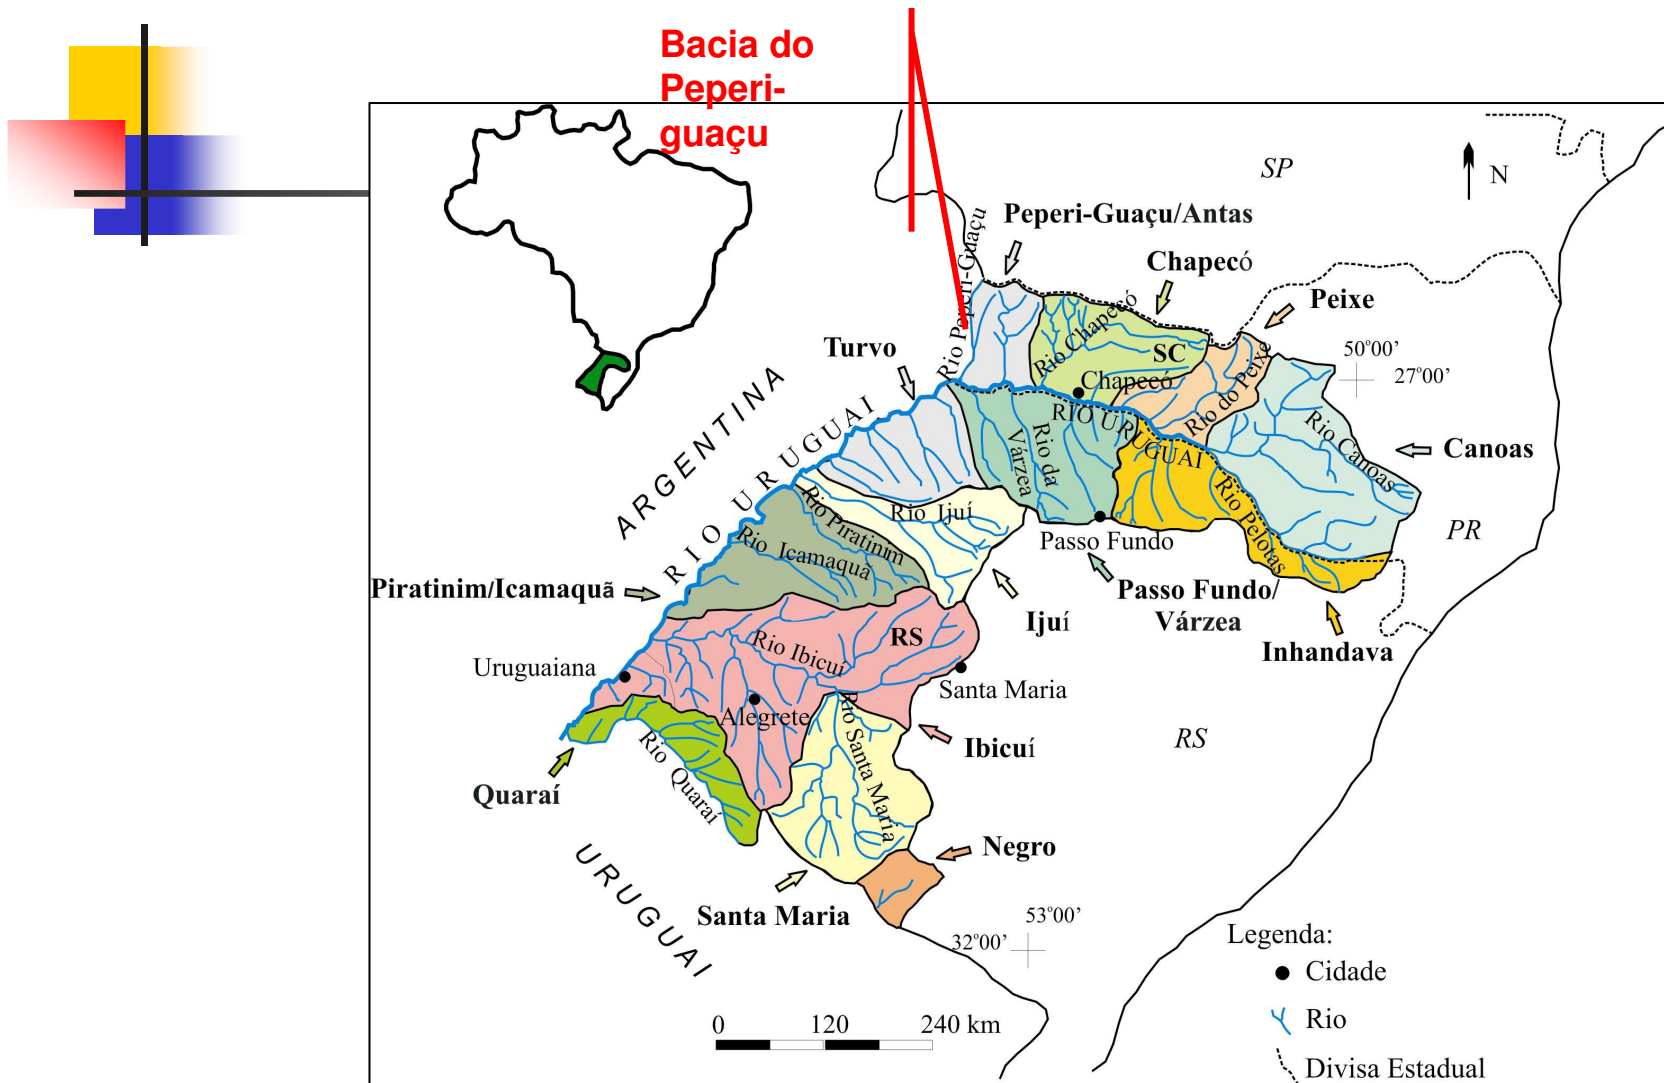 Bacia do
Peperi-
guaçu
SP
N
Peperi-Guaçu/Antas
Chapecó
Peixe
Rio Peperi-Guaçu
Rio Chapecó
SC
Turvo
50°00'
27°00'
Chapecó
Rio do Peixe
ARGENTINA
RIO URUGUAI
RIO URUGUAI
Rio da
Várzea
Rio Canoas
Canoas
Rio Pelotas
Rio Ijuí
Rio Piratinim
Rio Icamaquã
Passo Fundo
PR
Piratinim/Icamaquã
Passo Fundo/
Várzea
Ijuí
Inhandava
RS
Rio Ibicuí
Uruguaiana
Santa Maria
Alegrete
Rio Santa Maria
RS
Ibicuí
Rio Quaraí
Quaraí
Negro
URUGUAI
Santa Maria
53°00'
32°00'
Legenda:
Cidade
Rio
Divisa Estadual
0 120 240 km